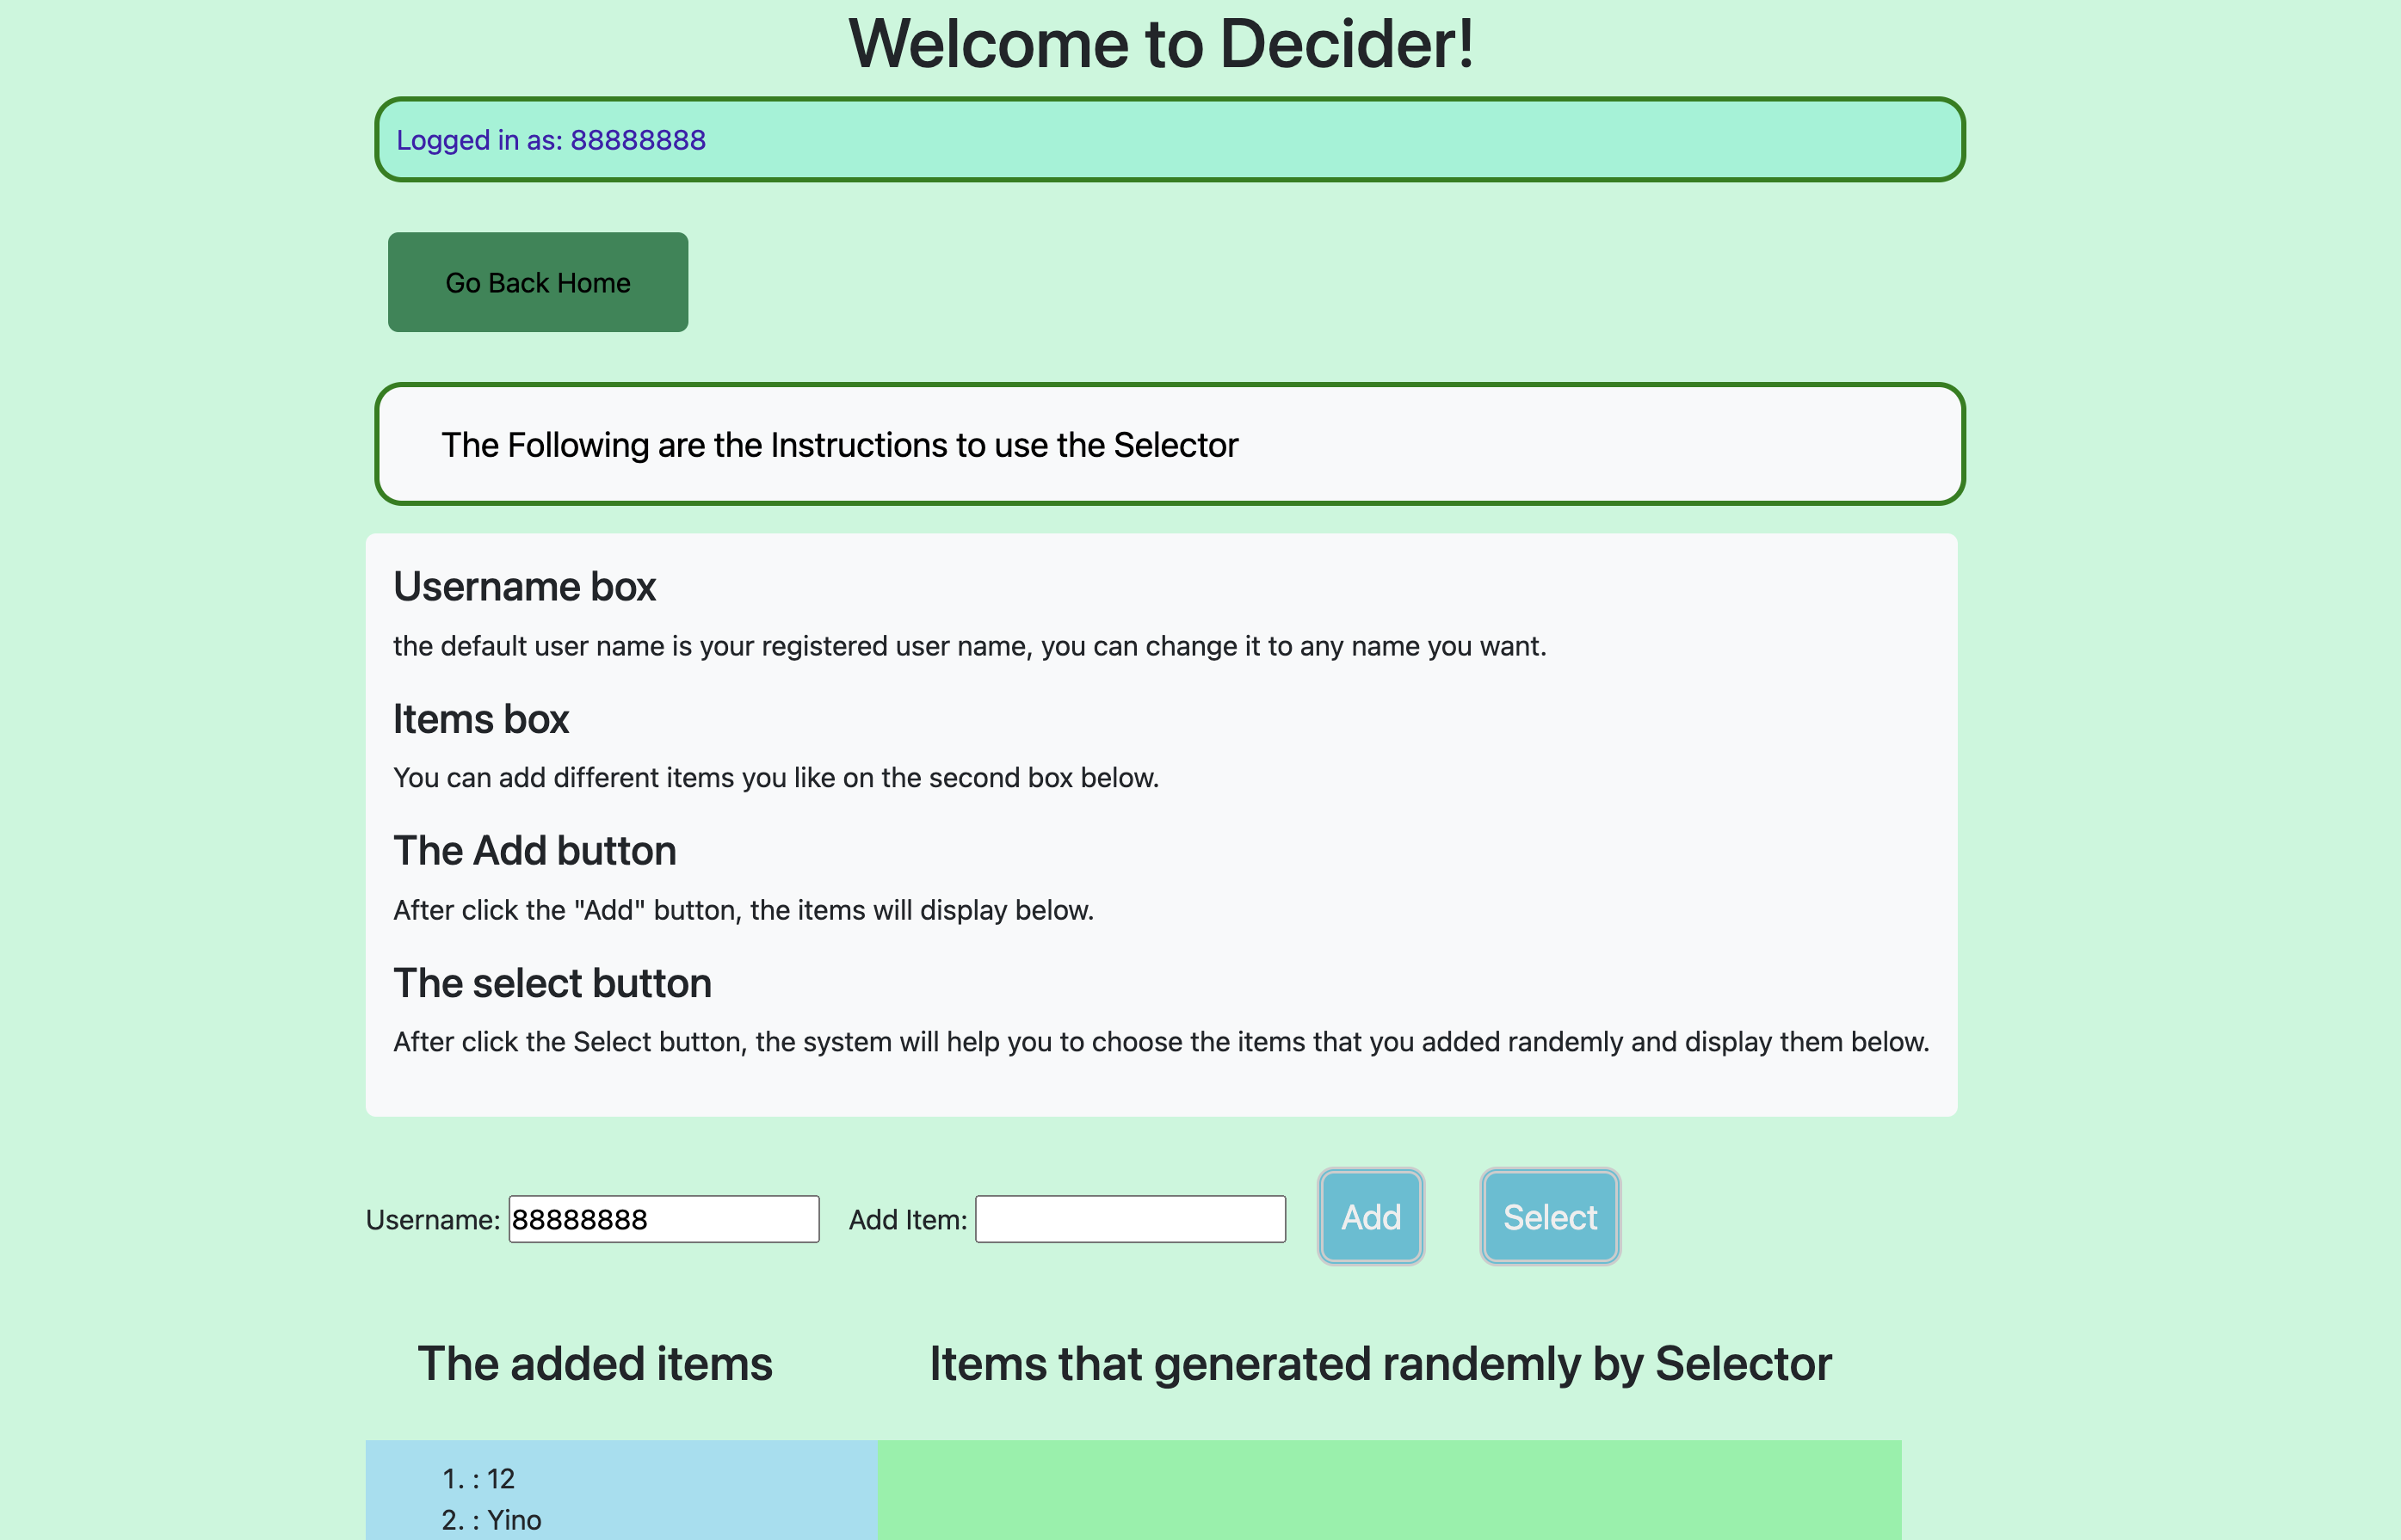 Welcome to Decider!
Logged in as: 88888888
Go Back Home
The Following are the Instructions to use the Selector
Username box
the default user name is your registered user name, you can change it to any name you want.
Items box
You can add different items you like on the second box below.
The Add button
After click the "Add" button, the items will display below.
The select button
After click the Select button, the system will help you to choose the items that you added randemly and display them below.
Username: 88888888 Add Item: Add Select
The added items Items that generated randemly by Selector
1. : 12
2. : Yino